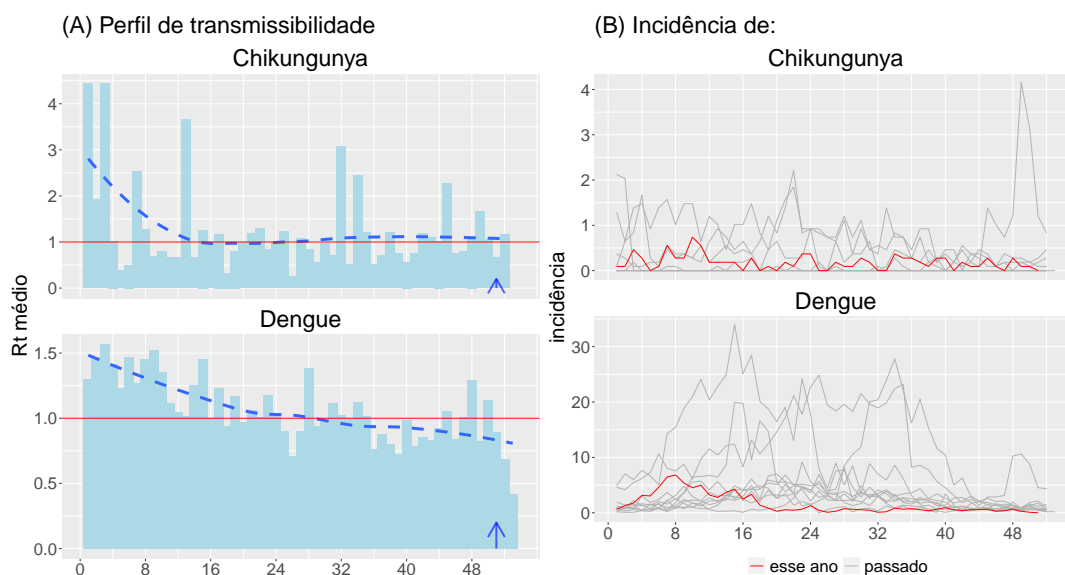 (A) Perfil de transmissibilidade
Chikungunya
4
3
2
1
0
Dengue
1.5
1.0
0.5
0.0
0 8 16 24 32 40 48
Rt médio
(B) Incidência de:
Chikungunya
4
3
2
1
0
Dengue
30
20
10
0
0 8 16 24 32 40 48
incidência
esse ano passado